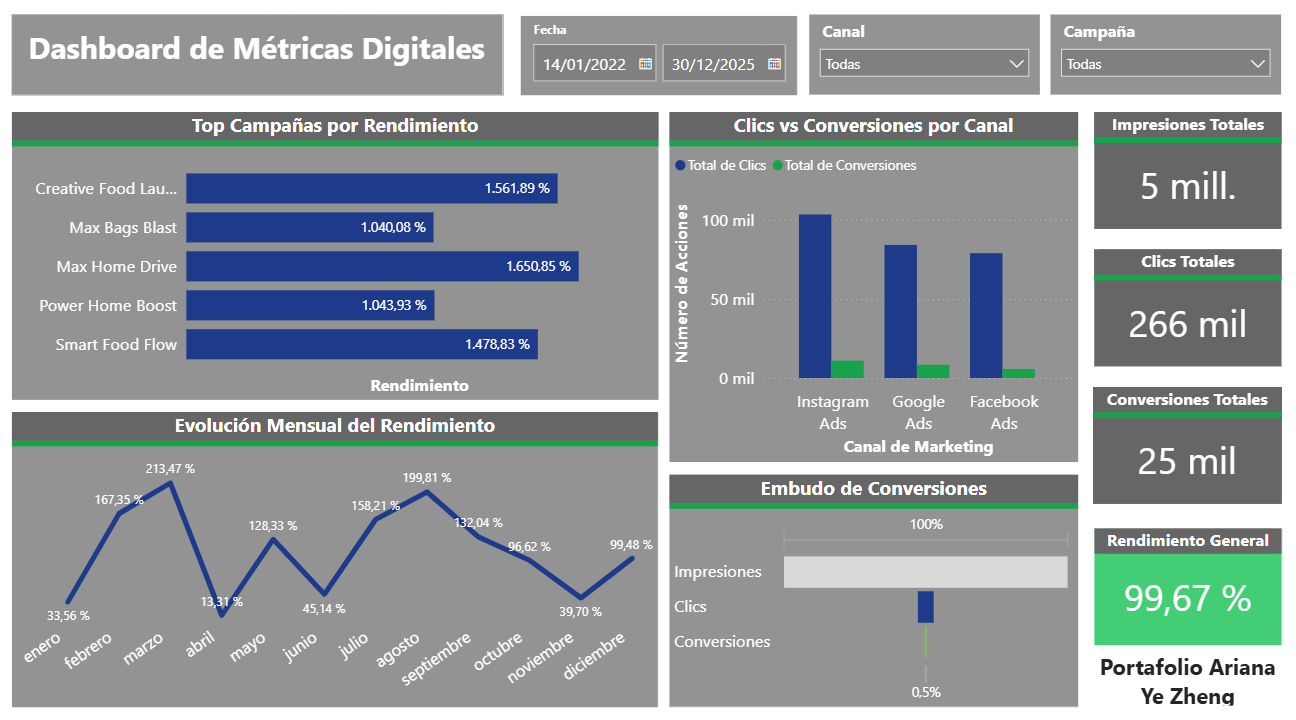 Dashboard de Métricas Digitales
Fecha
14/01/2022
30/12/2025
Canal
Todas
Campaña
Todas
Top Campañas por Rendimiento
Creative Food Lau...
1.561,89 %
Max Bags Blast
1.040,08 %
Max Home Drive
1.650,85 %
Power Home Boost
1.043,93 %
Smart Food Flow
1.478,83 %
Rendimiento
Clics vs Conversiones por Canal
Total de Clics
Total de Conversiones
Número de Acciones
100 mil
50 mil
0 mil
Instagram
Ads
Google
Ads
Facebook
Ads
Canal de Marketing
Impresiones Totales
5 mill.
Clics Totales
266 mil
Conversiones Totales
25 mil
Evolución Mensual del Rendimiento
33,56 %
167,35 %
213,47 %
13,31 %
128,33 %
45,14 %
158,21 %
199,81 %
132,04 %
96,62 %
39,70 %
99,48 %
enero
febrero
marzo
abril
mayo
junio
julio
agosto
septiembre
octubre
noviembre
diciembre
Embudo de Conversiones
100%
Impresiones
Clics
Conversiones
0,5%
Rendimiento General
99,67 %
Portafolio Ariana
Ye Zheng